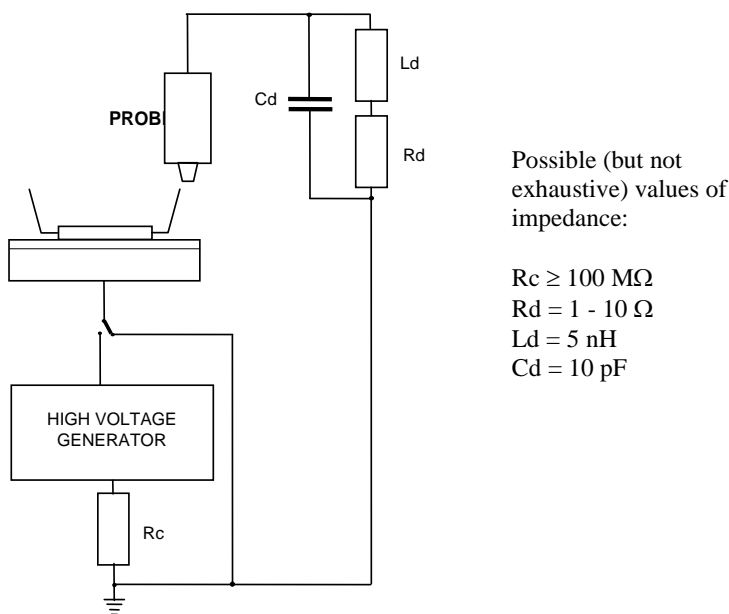 Ld
Cd
PROBE
Rd
Possible (but not
exhaustive) values of
impedance:
Rc ≥ 100 MΩ
Rd = 1 - 10 Ω
Ld = 5 nH
Cd = 10 pF
HIGH VOLTAGE
GENERATOR
Rc